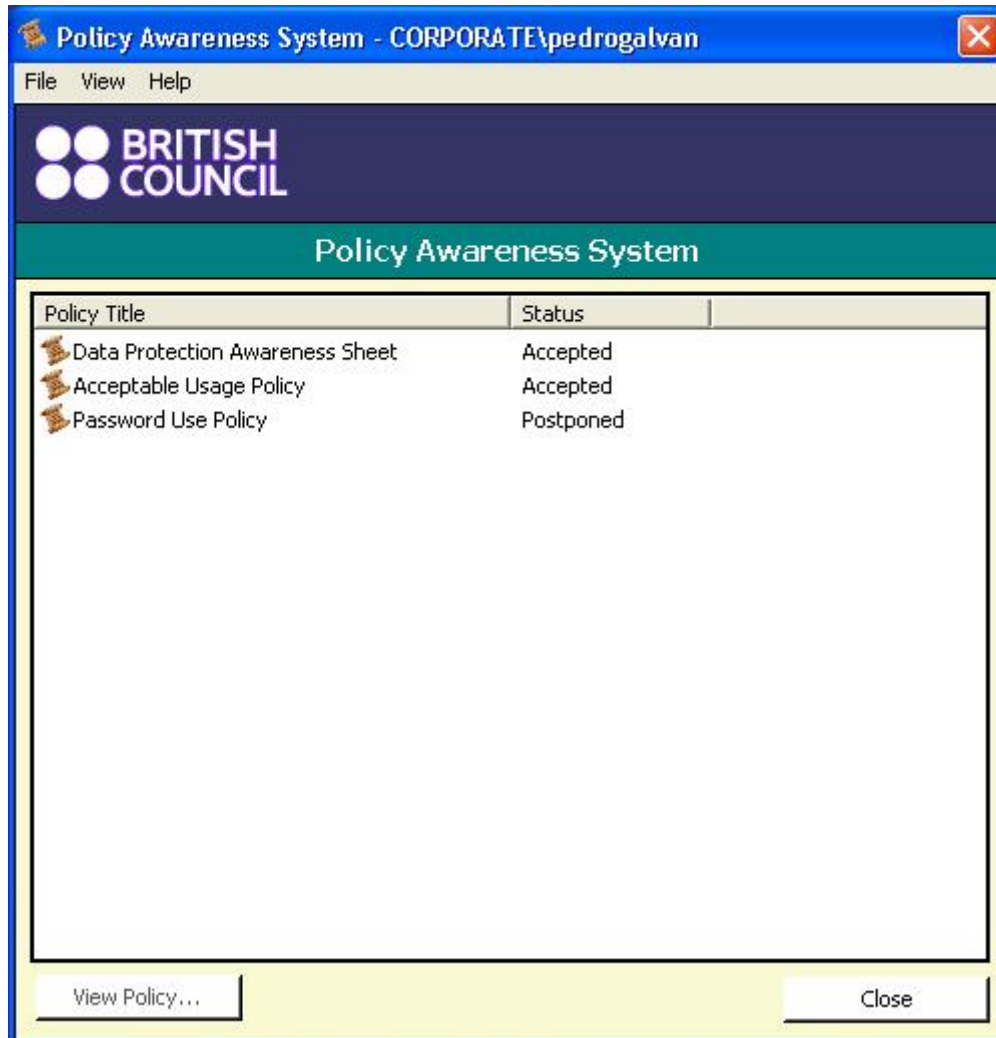 Policy Awareness System - CORPORATE\pedrogalvan
File View Help
BRITISH
COUNCIL
Policy Awareness System
Policy Title Status
Data Protection Awareness Sheet Accepted
Acceptable Usage Policy Accepted
Password Use Policy Postponed
View Policy... Close